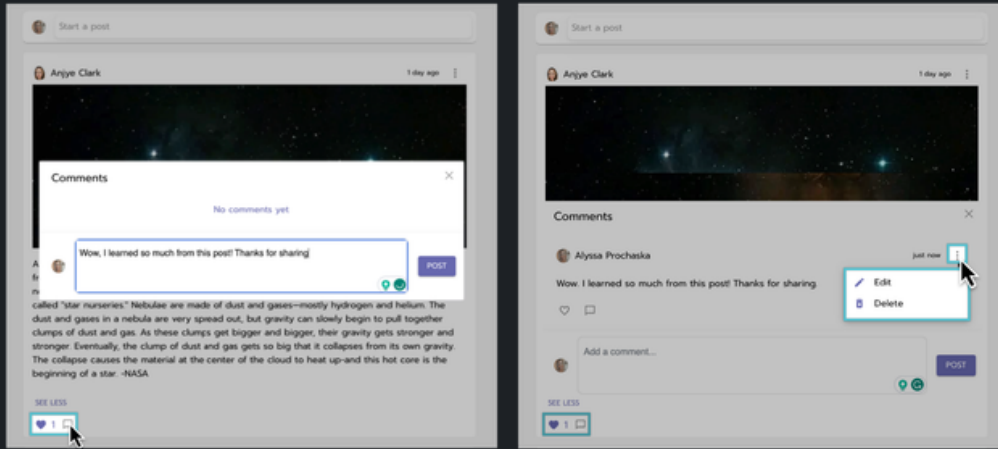 Start a post
Anjye Clark
1 day ago
Comments
No comments yet
Wow, I learned so much from this post! Thanks for sharing
POST
called "star nurseries." Nebulae are made of dust and gases—mostly hydrogen and helium. The
dust and gases in a nebula are very spread out, but gravity can slowly begin to pull together
clumps of dust and gas. As these clumps get bigger and bigger, their gravity gets stronger and
stronger. Eventually, the clump of dust and gas gets so big that it collapses from its own gravity.
The collapse causes the material at the center of the cloud to heat up-and this hot core is the
beginning of a star. -NASA
SEE LESS
1
Start a post
Anjye Clark
1 day ago
Comments
Alyssa Prochaska
just now
Wow. I learned so much from this post! Thanks for sharing.
Edit
Delete
Add a comment...
POST
SEE LESS
1